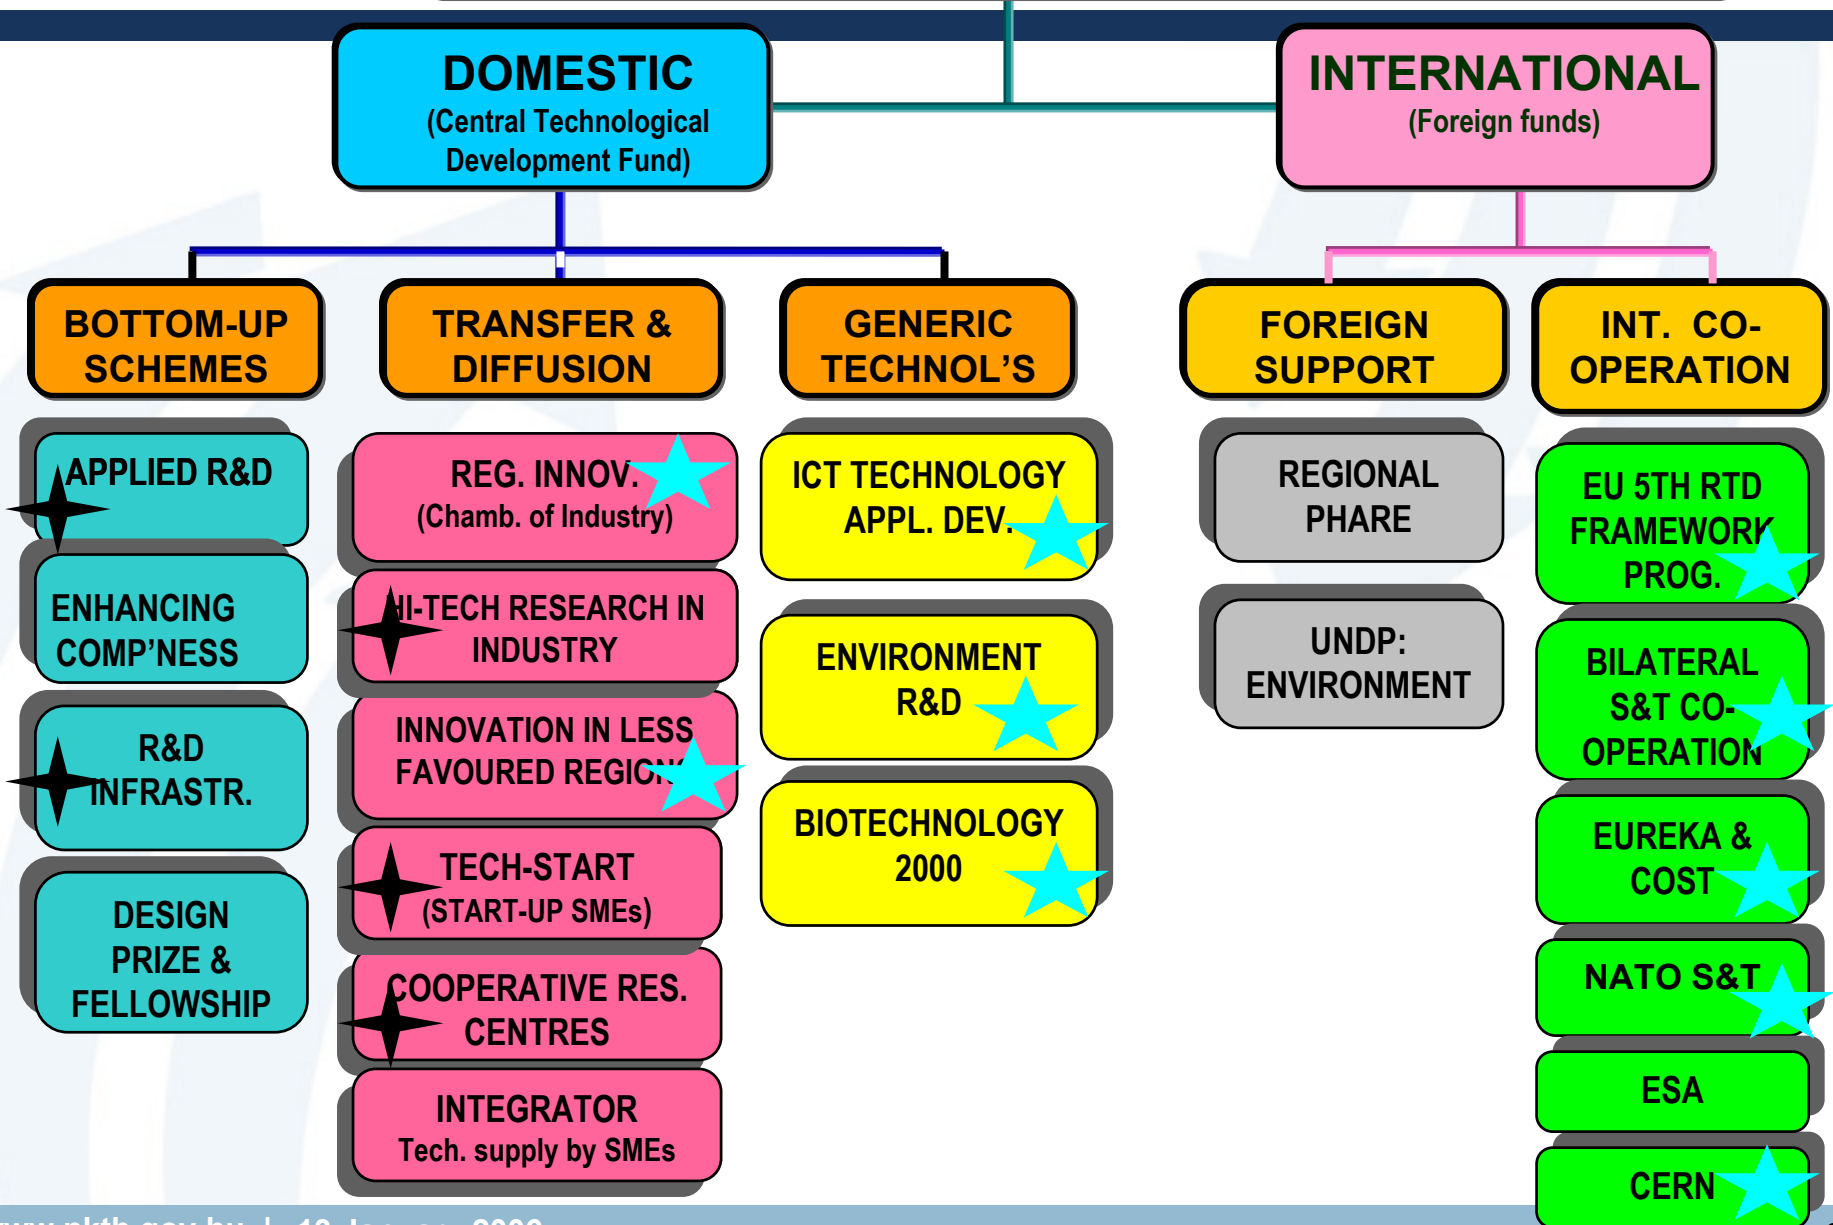 DOMESTIC
(Central Technological
Development Fund)
INTERNATIONAL
(Foreign funds)
BOTTOM-UP
SCHEMES
TRANSFER &
DIFFUSION
GENERIC
TECHNOL'S
FOREIGN
SUPPORT
INT. CO-
OPERATION
APPLIED R&D
ENHANCING
COMP'NESS
R&D
INFRASTR.
DESIGN
PRIZE &
FELLOWSHIP
REG. INNOV.
(Chamb. of Industry)
HI-TECH RESEARCH IN
INDUSTRY
INNOVATION IN LESS
FAVOURED REGIONS
TECH-START
(START-UP SMEs)
COOPERATIVE RES.
CENTRES
INTEGRATOR
Tech. supply by SMEs
ICT TECHNOLOGY
APPL. DEV.
ENVIRONMENT
R&D
BIOTECHNOLOGY
2000
REGIONAL
PHARE
UNDP:
ENVIRONMENT
EU 5TH RTD
FRAMEWORK
PROG.
BILATERAL
S&T CO-
OPERATION
EUREKA &
COST
NATO S&T
ESA
CERN